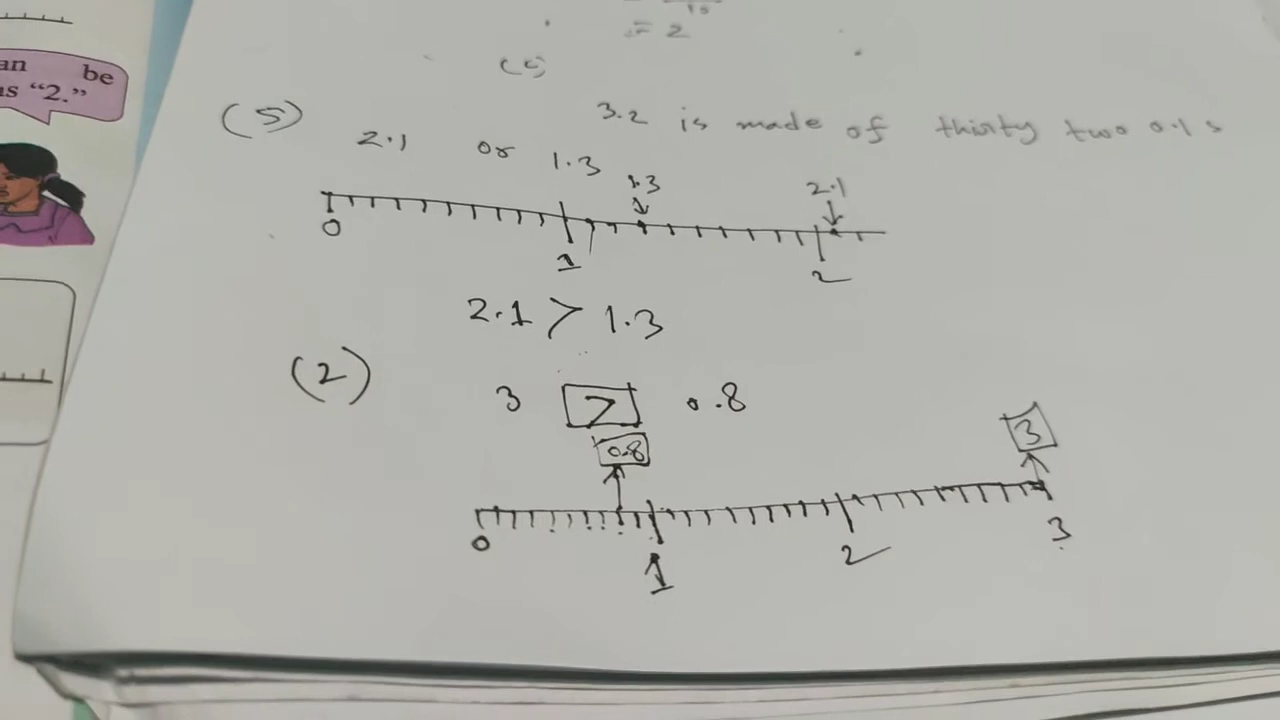 an be
as “2.”
= 2
(5)
3.2 is made of thirty two 0.1 s
2.1 or 1.3
1.3 2.1
0 1 2
2.1 > 1.3
(2)
3 > 0.8
0.8 3
0 1 2 3